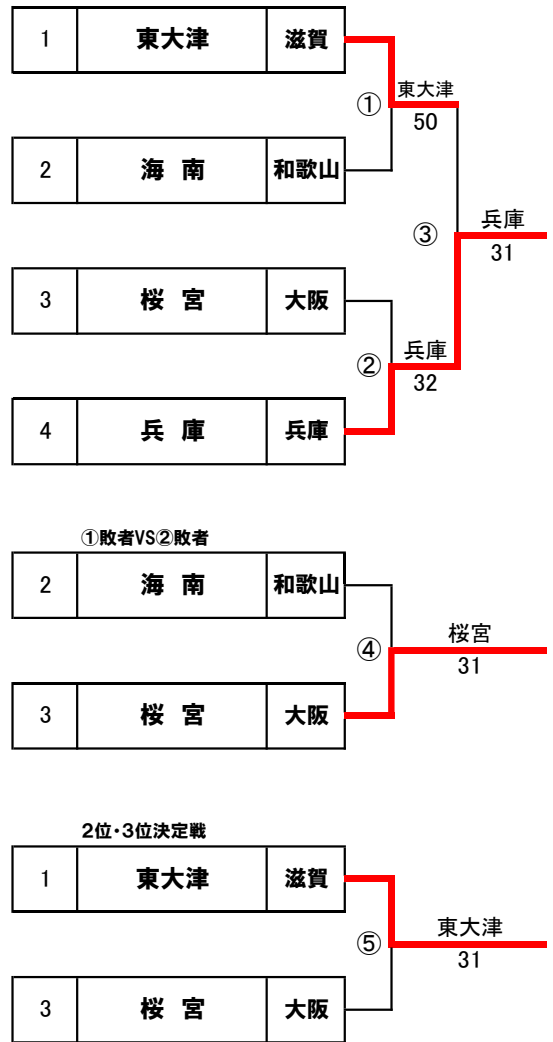 1 東大津 滋賀
① 東大津
50
2 海 南 和歌山
③ 兵庫
31
3 桜 宮 大阪
② 兵庫
32
4 兵 庫 兵庫
①敗者VS②敗者
2 海 南 和歌山
④ 桜宮
31
3 桜 宮 大阪
2位・3位決定戦
1 東大津 滋賀
⑤ 東大津
31
3 桜 宮 大阪